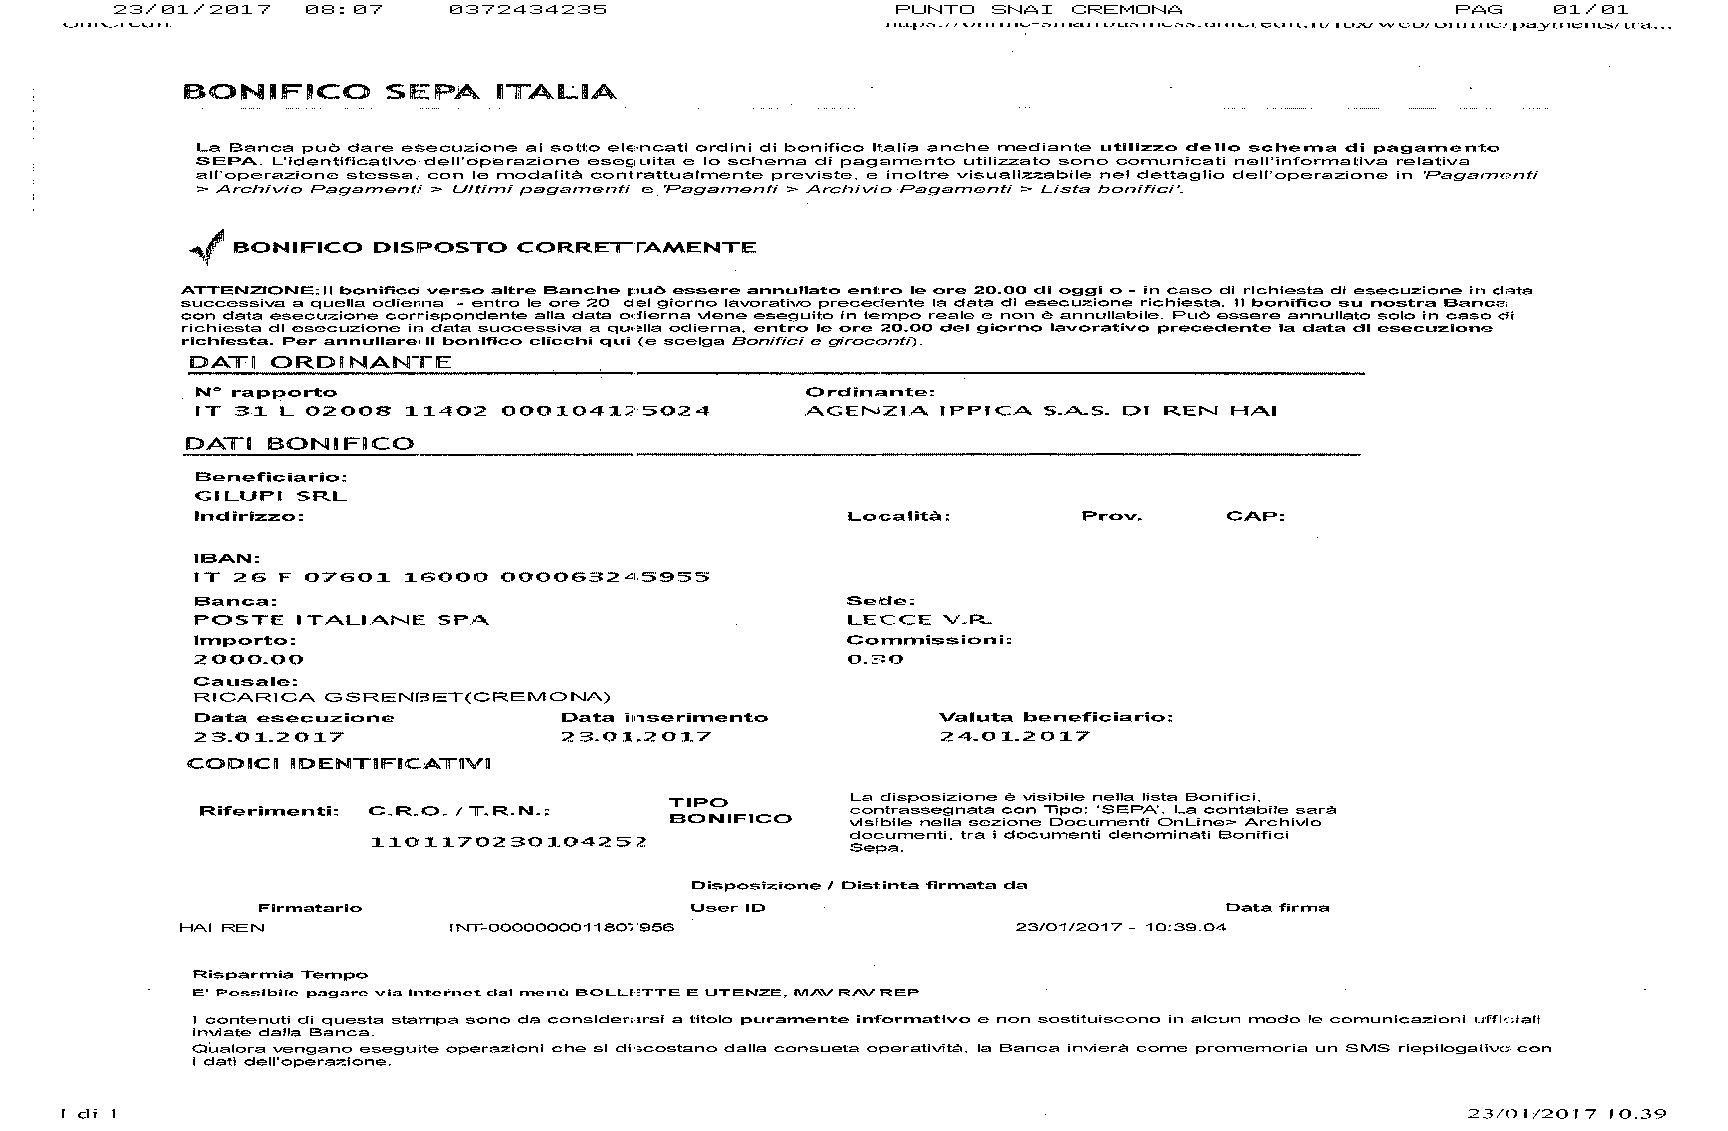 23/01/2017 08:07 0372434235 PUNTO SNAI CREMONA PAG 01/01
BONIFICO SEPA ITALIA
La Banca può dare esecuzione ai sotto elencati ordini di bonifico Italia anche mediante utilizzo dello schema di pagamento
SEPA. L'identificativo dell'operazione eseguita e lo schema di pagamento utilizzato sono comunicati nell'informativa relativa
all'operazione stessa, con le modalità contrattualmente previste, e inoltre visualizzabile nel dettaglio dell'operazione in 'Pagamenti
> Archivio Pagamenti > Ultimi pagamenti e 'Pagamenti > Archivio Pagamenti > Lista bonifici'.
BONIFICO DISPOSTO CORRETTAMENTE
ATTENZIONE: Il bonifico verso altre Banche può essere annullato entro le ore 20.00 di oggi o - in caso di richiesta di esecuzione in data
successiva a quella odierna - entro le ore 20 del giorno lavorativo precedente la data di esecuzione richiesta. Il bonifico su nostra Banca
con data esecuzione corrispondente alla data odierna viene eseguito in tempo reale e non è annullabile. Può essere annullato solo in caso di
richiesta di esecuzione in data successiva a quella odierna, entro le ore 20.00 del giorno lavorativo precedente la data di esecuzione
richiesta. Per annullare il bonifico clicchi qui (e scelga Bonifici e giroconti).
DATI ORDINANTE
N° rapporto Ordinante:
IT 31 L 02008 11402 000104125024 AGENZIA IPPICA S.A.S. DI REN HAI
DATI BONIFICO
Beneficiario:
GILUPI SRL
Indirizzo: Località: Prov. CAP:
IBAN:
IT 26 F 07601 16000 000063245955
Banca: Sede:
POSTE ITALIANE SPA LECCE V.R.
Importo: Commissioni:
2000.00
Causale:
RICARICA GSRENBET(CREMONA)
Data esecuzione Data inserimento Valuta beneficiario:
23.01.2017 23.01.2017 24.01.2017
CODICI IDENTIFICATIVI
Riferimenti: C.R.O. / T.R.N.: TIPO BONIFICO
1101170230104252
La disposizione è visibile nella lista Bonifici,
contrassegnata con Tipo: 'SEPA'. La contabile sarà
visibile nella sezione Documenti OnLine> Archivio
documenti, tra i documenti denominati Bonifici
Sepa.
Disposizione / Distinta firmata da
Firmatario User ID Data firma
HAI REN INT-0000000011807956 23/01/2017 - 10:39.04
Risparmia Tempo
E' Possibile pagare via Internet dal menù BOLLETTE E UTENZE, MAV RAV REP
I contenuti di questa stampa sono da considerarsi a titolo puramente informativo e non sostituiscono in alcun modo le comunicazioni ufficiali
inviate dalla Banca.
Qualora vengano eseguite operazioni che si discostano dalla consueta operatività, la Banca invierà come promemoria un SMS riepilogativo con
i dati dell'operazione.
1 di 1 23/01/2017 10.39